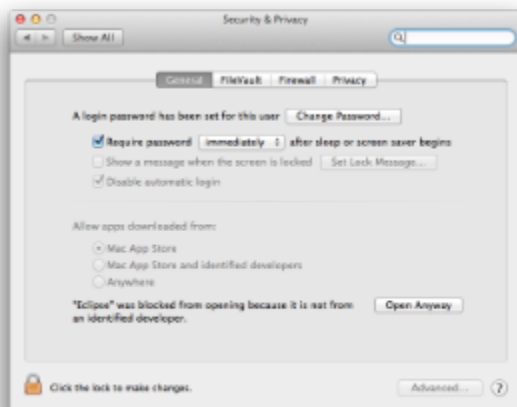 Security & Privacy
Show All
General FileVault Firewall Privacy
A login password has been set for this user Change Password...
Require password immediately after sleep or screen saver begins
Show a message when the screen is locked Set Lock Message...
Disable automatic login
Allow apps downloaded from:
Mac App Store
Mac App Store and identified developers
Anywhere
"Eclipse" was blocked from opening because it is not from Open Anyway
an identified developer.
Click the lock to make changes. Advanced... ?